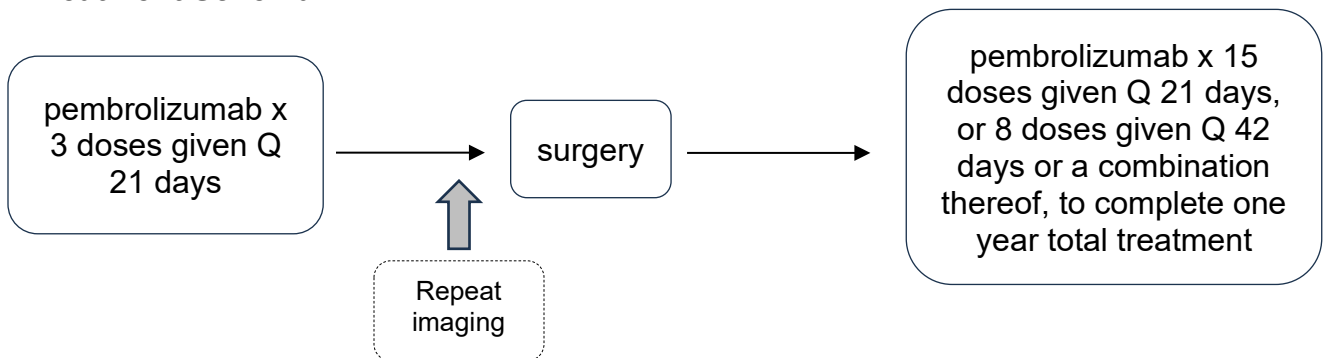 pembrolizumab x
3 doses given Q
21 days
surgery
pembrolizumab x 15
doses given Q 21 days,
or 8 doses given Q 42
days or a combination
thereof, to complete one
year total treatment
Repeat
imaging